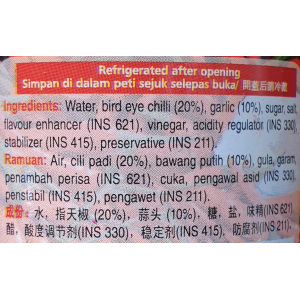 Refrigerated after opening
Simpan di dalam peti sejuk selepas buka/ 開蓋后請冷藏
Ingredients: Water, bird eye chilli (20%), garlic (10%), sugar, salt,
flavour enhancer (INS 621), vinegar, acidity regulator (INS 330),
stabilizer (INS 415), preservative (INS 211).
Ramuan: Air, cili padi (20%), bawang putih (10%), gula, garam,
penambah perisa (INS 621), cuka, pengawal asid (INS 330),
penstabil (INS 415), pengawet (INS 211).
成份: 水, 指天椒 (20%), 蒜头 (10%), 糖, 盐, 味精(INS 621),
醋, 酸度调节剂(INS 330), 稳定剂(INS 415), 防腐剂(INS 211).